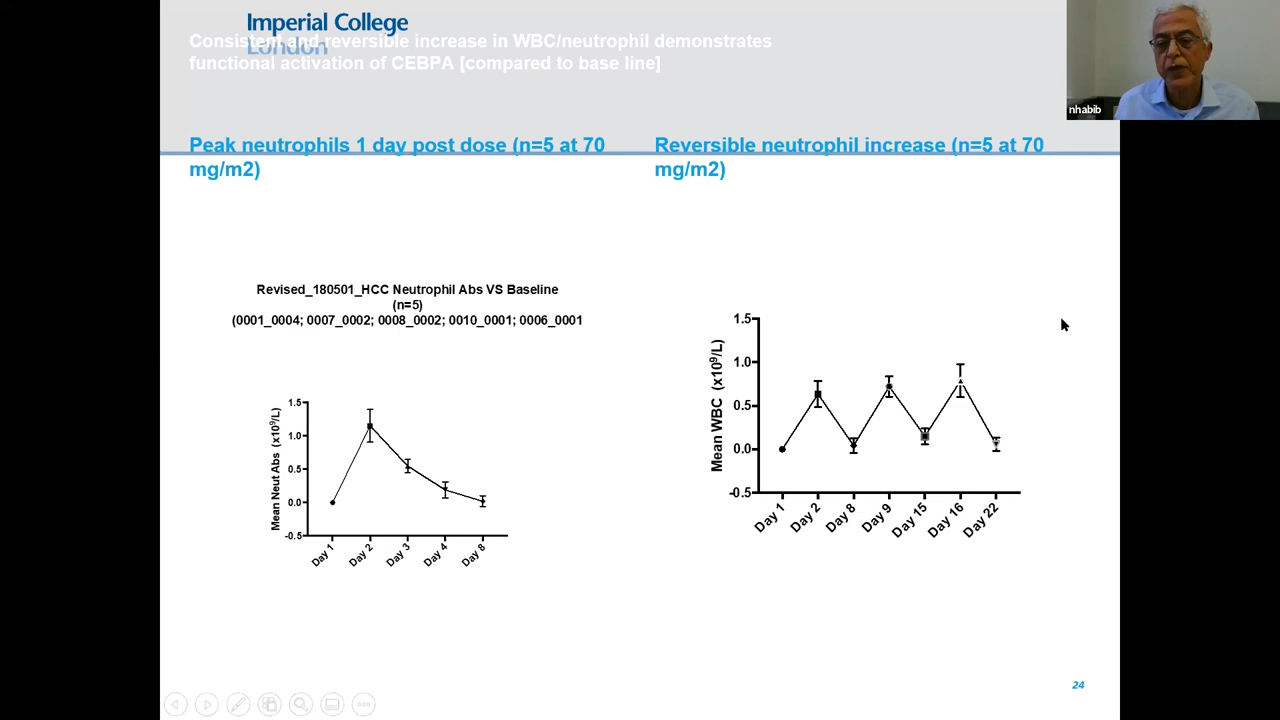 Imperial College
London
Consistent and reversible increase in WBC/neutrophil demonstrates
functional activation of CEBPA [compared to base line]
nhabib
Peak neutrophils 1 day post dose (n=5 at 70
mg/m2)
Reversible neutrophil increase (n=5 at 70
mg/m2)
Revised_180501_HCC Neutrophil Abs VS Baseline
(n=5)
(0001_0004; 0007_0002; 0008_0002; 0010_0001; 0006_0001
Mean Neut Abs (x10⁹/L)
1.5
1.0
0.5
0.0
-0.5
Day 1
Day 2
Day 3
Day 4
Day 8
Mean WBC (x10⁹/L)
1.5
1.0
0.5
0.0
-0.5
Day 1
Day 2
Day 8
Day 9
Day 15
Day 16
Day 22
24